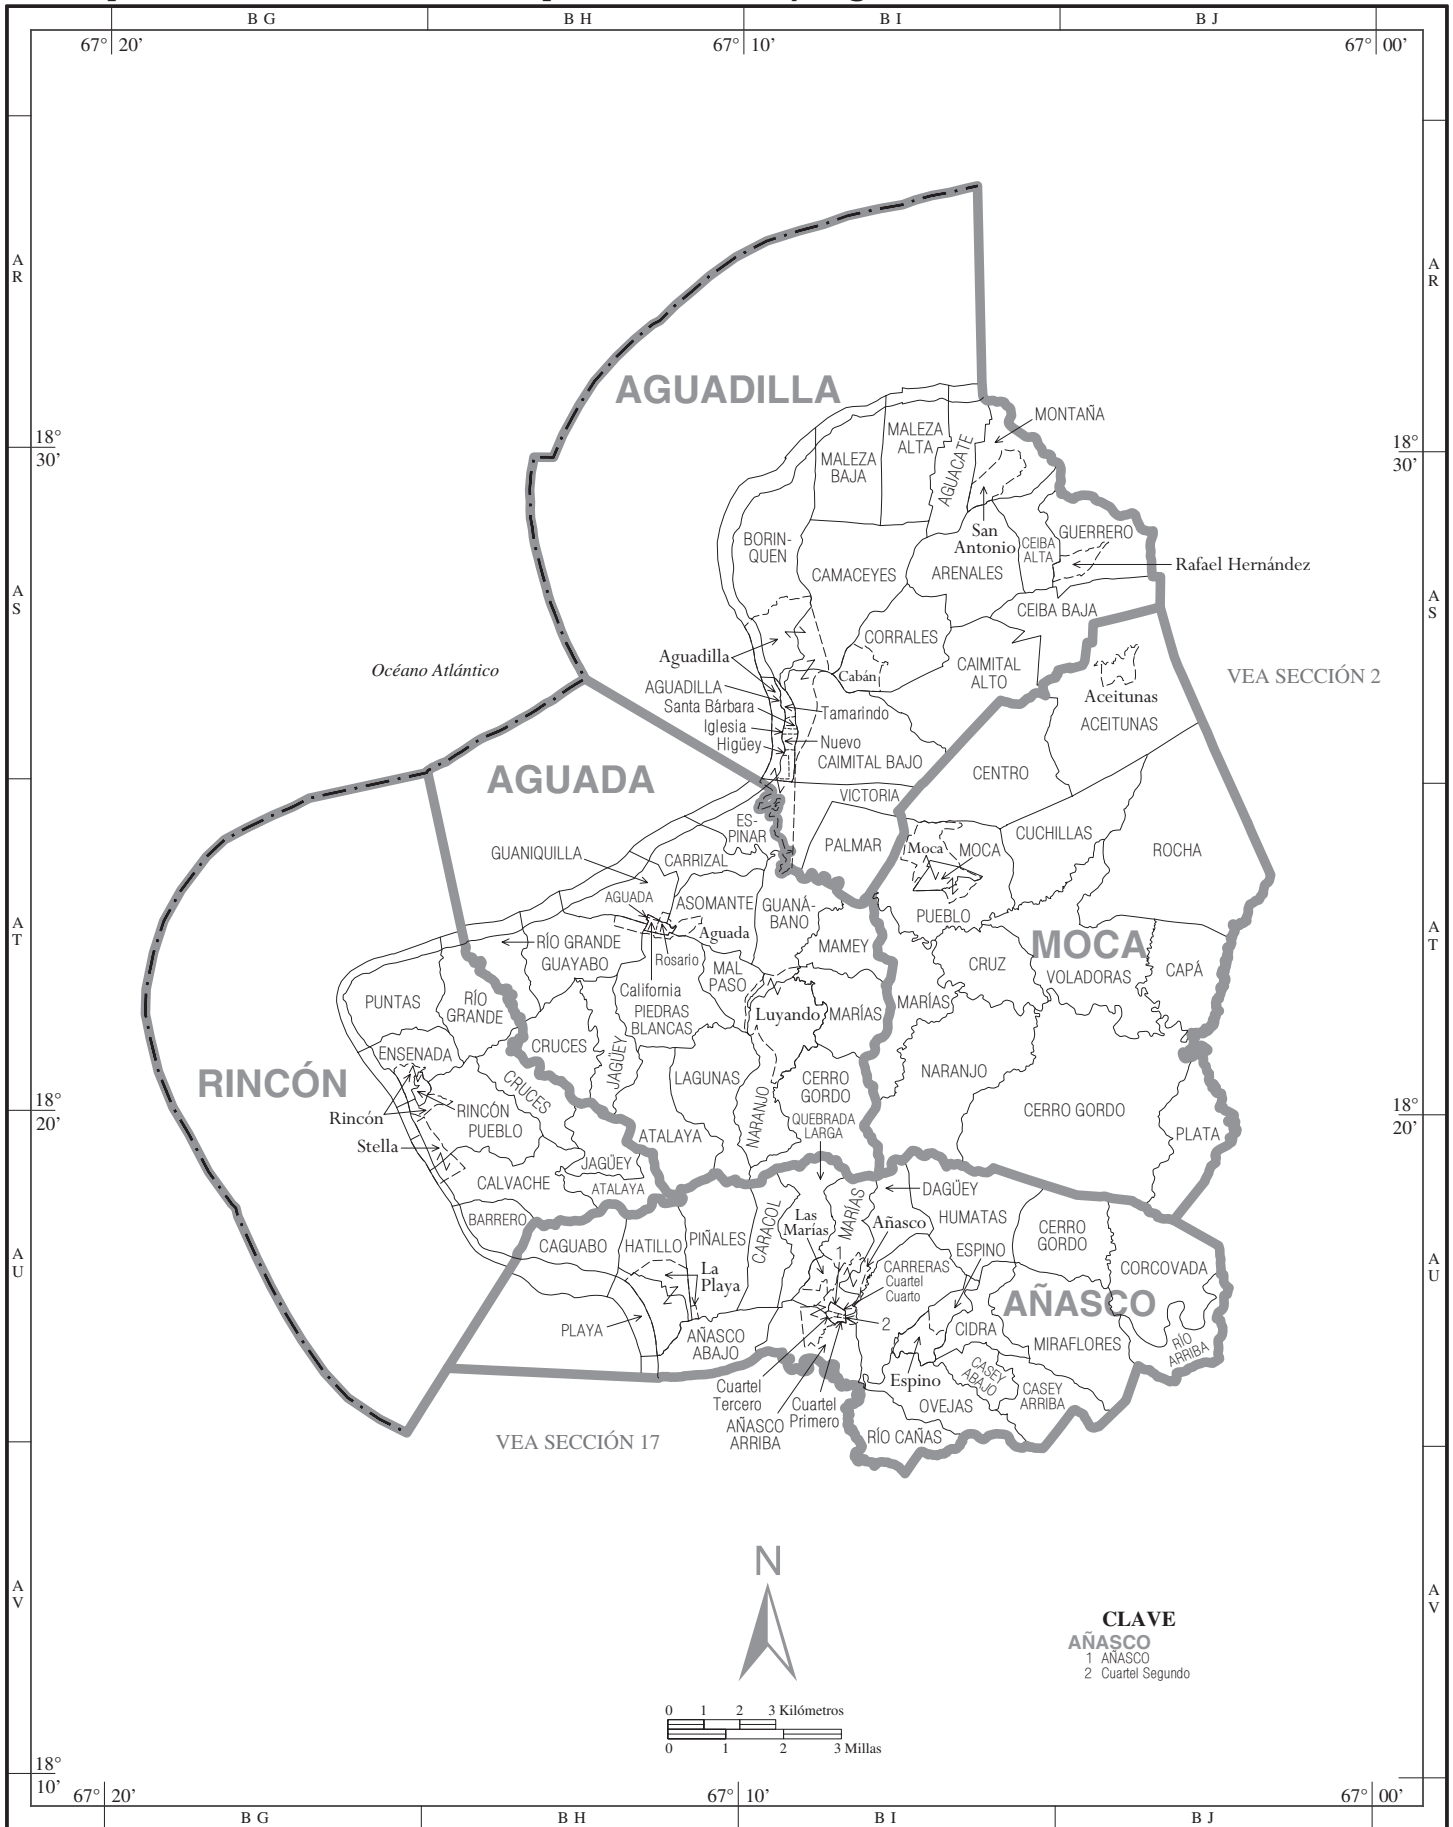 B G
B H
B I
B J
67° 20’
67° 10’
67° 00’
A
R
A
R
AGUADILLA
MONTAÑA
MALEZA
ALTA
AGUACATE
MALEZA
BAJA
18°
30’
18°
30’
San
Antonio
GUERRERO
CEIBA
ALTA
BORIN-
QUEN
CAMACEYES
ARENALES
Rafael Hernández
A
S
A
S
CEIBA BAJA
CORRALES
CAIMITAL
ALTO
Océano Atlántico
Aguadilla
Cabán
VEA SECCIÓN 2
AGUADILLA
Santa Bárbara
Iglesia
Higüey
Tamarindo
Nuevo
CAIMITAL BAJO
Aceitunas
ACEITUNAS
AGUADA
CENTRO
VICTORIA
ES-
PINAR
PALMAR
CUCHILLAS
ROCHA
GUANIQUILLA
CARRIZAL
Moca
MOCA
PUEBLO
AGUADA
ASOMANTE
GUANÁ-
BANO
Aguada
A
T
A
T
RÍO GRANDE
GUAYABO
Rosario
MAMEY
MOCA
CRUZ
VOLADORAS
CAPÁ
California
MAL
PASO
PUNTAS
RÍO
GRANDE
PIEDRAS
BLANCAS
Luyando
MARÍAS
MARÍAS
ENSENADA
CRUCES
JAGÜEY
RINCÓN
CRUCES
LAGUNAS
NARANJO
CERRO
GORDO
NARANJO
CERRO GORDO
18°
20’
18°
20’
Rincón
RINCÓN
PUEBLO
QUEBRADA
LARGA
Stella
ATALAYA
PLATA
CALVACHE
JAGÜEY
ATALAYA
BARRERO
CAGUABO
HATILLO
PIÑALES
CARACOL
Las
Marías
MARÍAS
DAGÜEY
Añasco
HUMATAS
CERRO
GORDO
1
ESPINO
A
U
A
U
La
Playa
CARRERAS
Cuartel
Cuarto
CORCOVADA
AÑASCO
2
PLAYA
AÑASCO
ABAJO
CIDRA
MIRAFLORES
RÍO
ARRIBA
Espino
CASEY
ABAJO
CASEY
ARRIBA
Cuartel
Tercero
Cuartel
Primero
OVEJAS
AÑASCO
ARRIBA
RÍO CAÑAS
VEA SECCIÓN 17
N
A
V
A
V
CLAVE
AÑASCO
1 AÑASCO
2 Cuartel Segundo
0 1 2 3 Kilómetros
0 1 2 3 Millas
18°
10’
67° 20’
67° 10’
67° 00’
B G
B H
B I
B J